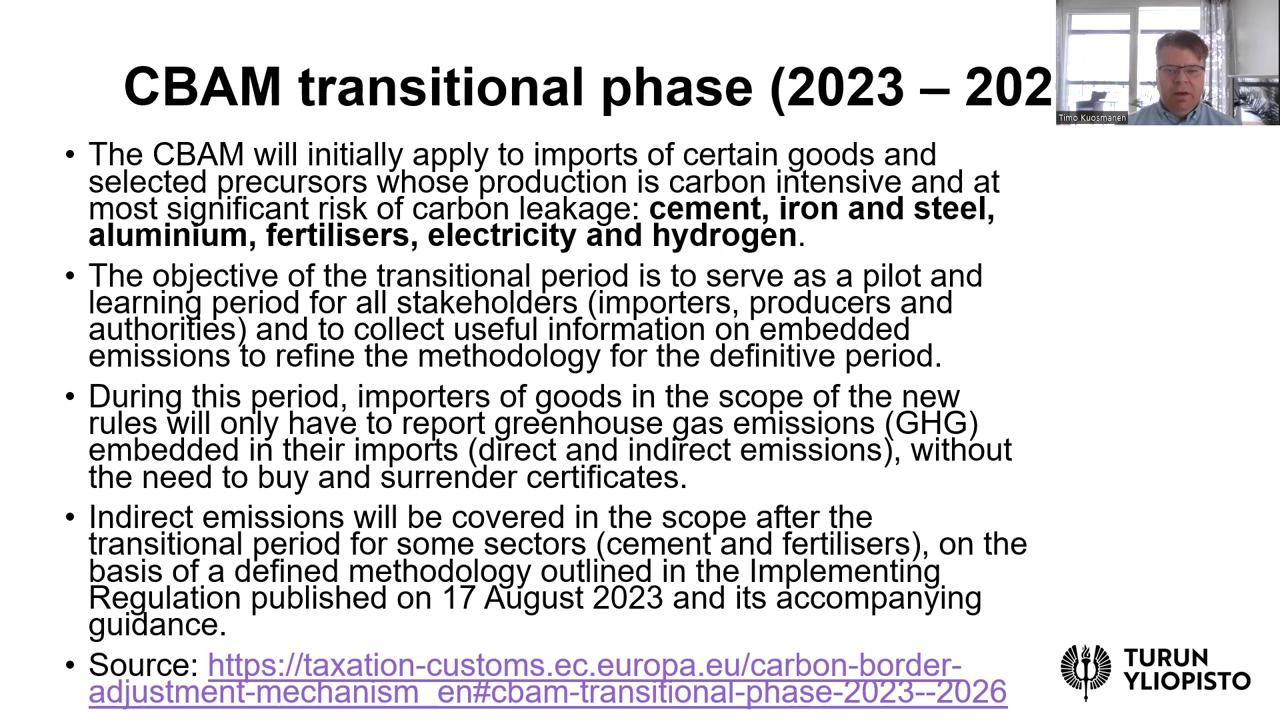 CBAM transitional phase (2023 – 202
Timo Kuosmanen
• The CBAM will initially apply to imports of certain goods and
selected precursors whose production is carbon intensive and at
most significant risk of carbon leakage: cement, iron and steel,
aluminium, fertilisers, electricity and hydrogen.
• The objective of the transitional period is to serve as a pilot and
learning period for all stakeholders (importers, producers and
authorities) and to collect useful information on embedded
emissions to refine the methodology for the definitive period.
• During this period, importers of goods in the scope of the new
rules will only have to report greenhouse gas emissions (GHG)
embedded in their imports (direct and indirect emissions), without
the need to buy and surrender certificates.
• Indirect emissions will be covered in the scope after the
transitional period for some sectors (cement and fertilisers), on the
basis of a defined methodology outlined in the Implementing
Regulation published on 17 August 2023 and its accompanying
guidance.
• Source: https://taxation-customs.ec.europa.eu/carbon-border-
adjustment-mechanism_en#cbam-transitional-phase-2023--2026
TURUN
YLIOPISTO